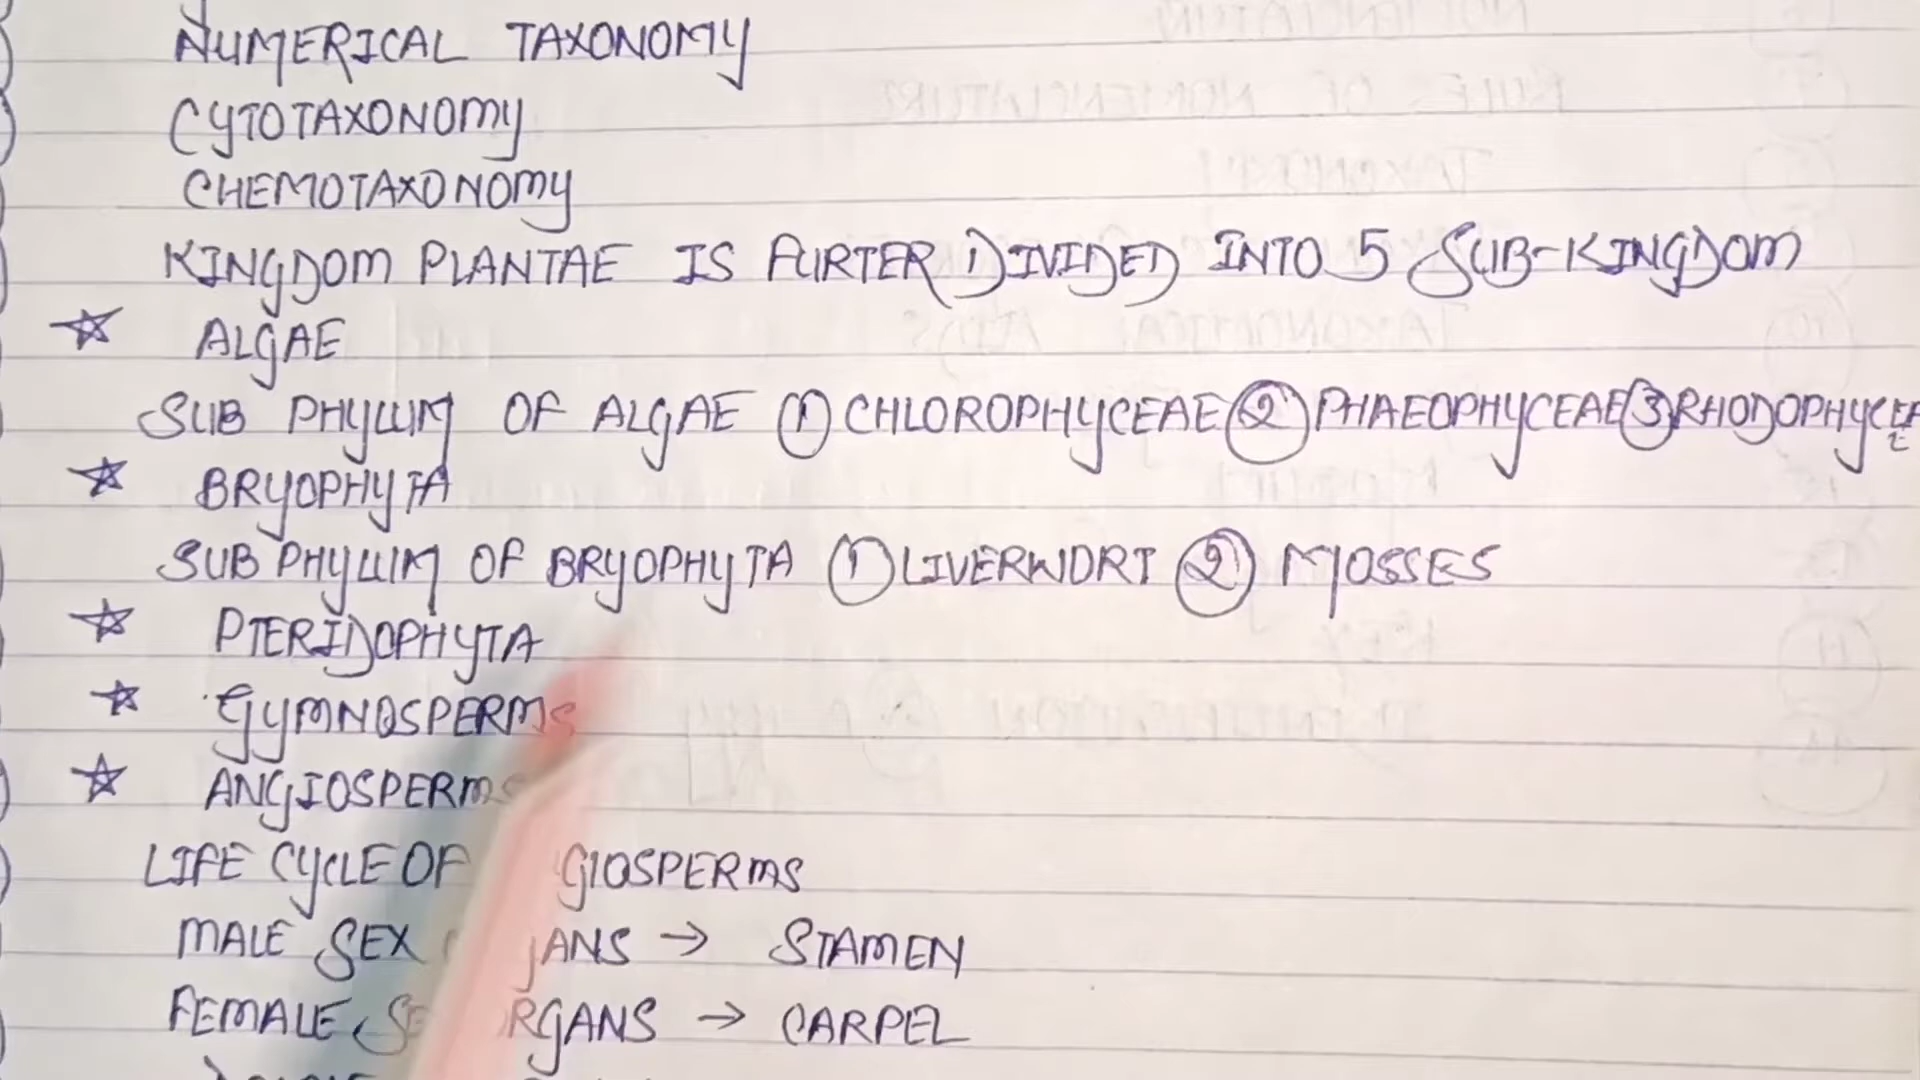 NUMERICAL TAXONOMY
CYTOTAXONOMY
CHEMOTAXONOMY
KINGDOM PLANTAE IS FURTER DIVIDED INTO 5 SUB-KINGDOM
☆ ALGAE
SUB PHYLUM OF ALGAE ① CHLOROPHYCEAE ② PHAEOPHYCEAE ③ RHODOPHYCEAE
☆ BRYOPHYTA
SUB PHYLUM OF BRYOPHYTA ① LIVERWORT ② MOSSES
☆ PTERIDOPHYTA
☆ GYMNOSPERMS
☆ ANGIOSPERMS
LIFE CYCLE OF GIOSPERMS
MALE SEX GANS → STAMEN
FEMALE SE RGANS → CARPEL